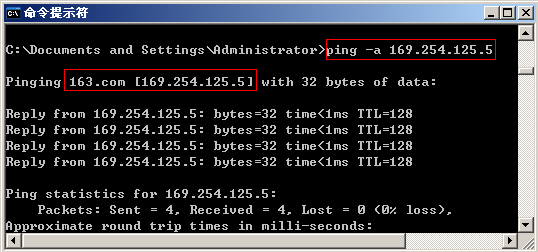 命令提示符
C:\Documents and Settings\Administrator>ping -a 169.254.125.5
Pinging 163.com [169.254.125.5] with 32 bytes of data:
Reply from 169.254.125.5: bytes=32 time<1ms TTL=128
Reply from 169.254.125.5: bytes=32 time<1ms TTL=128
Reply from 169.254.125.5: bytes=32 time<1ms TTL=128
Reply from 169.254.125.5: bytes=32 time<1ms TTL=128
Ping statistics for 169.254.125.5:
    Packets: Sent = 4, Received = 4, Lost = 0 (0% loss),
Approximate round trip times in milli-seconds: